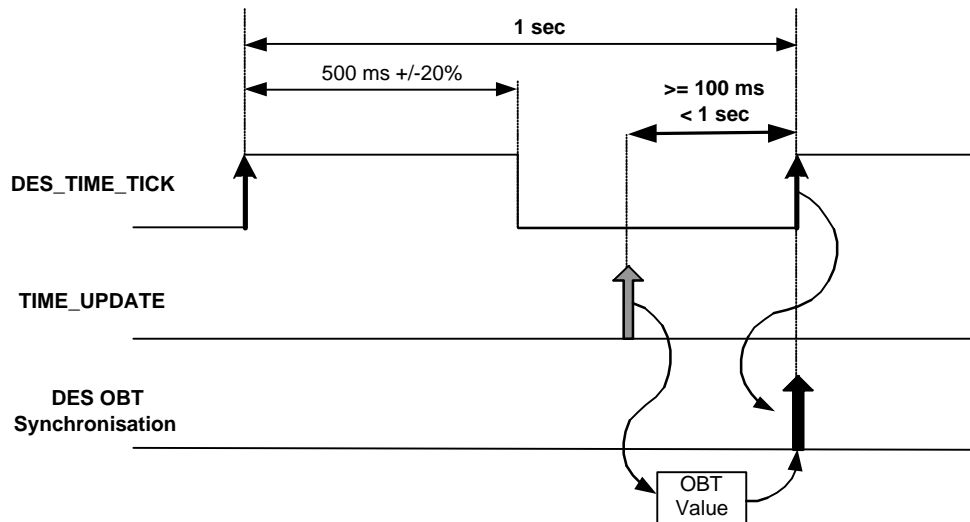 1 sec
500 ms +/-20%
>= 100 ms
< 1 sec
DES_TIME_TICK
TIME_UPDATE
DES OBT
Synchronisation
OBT
Value